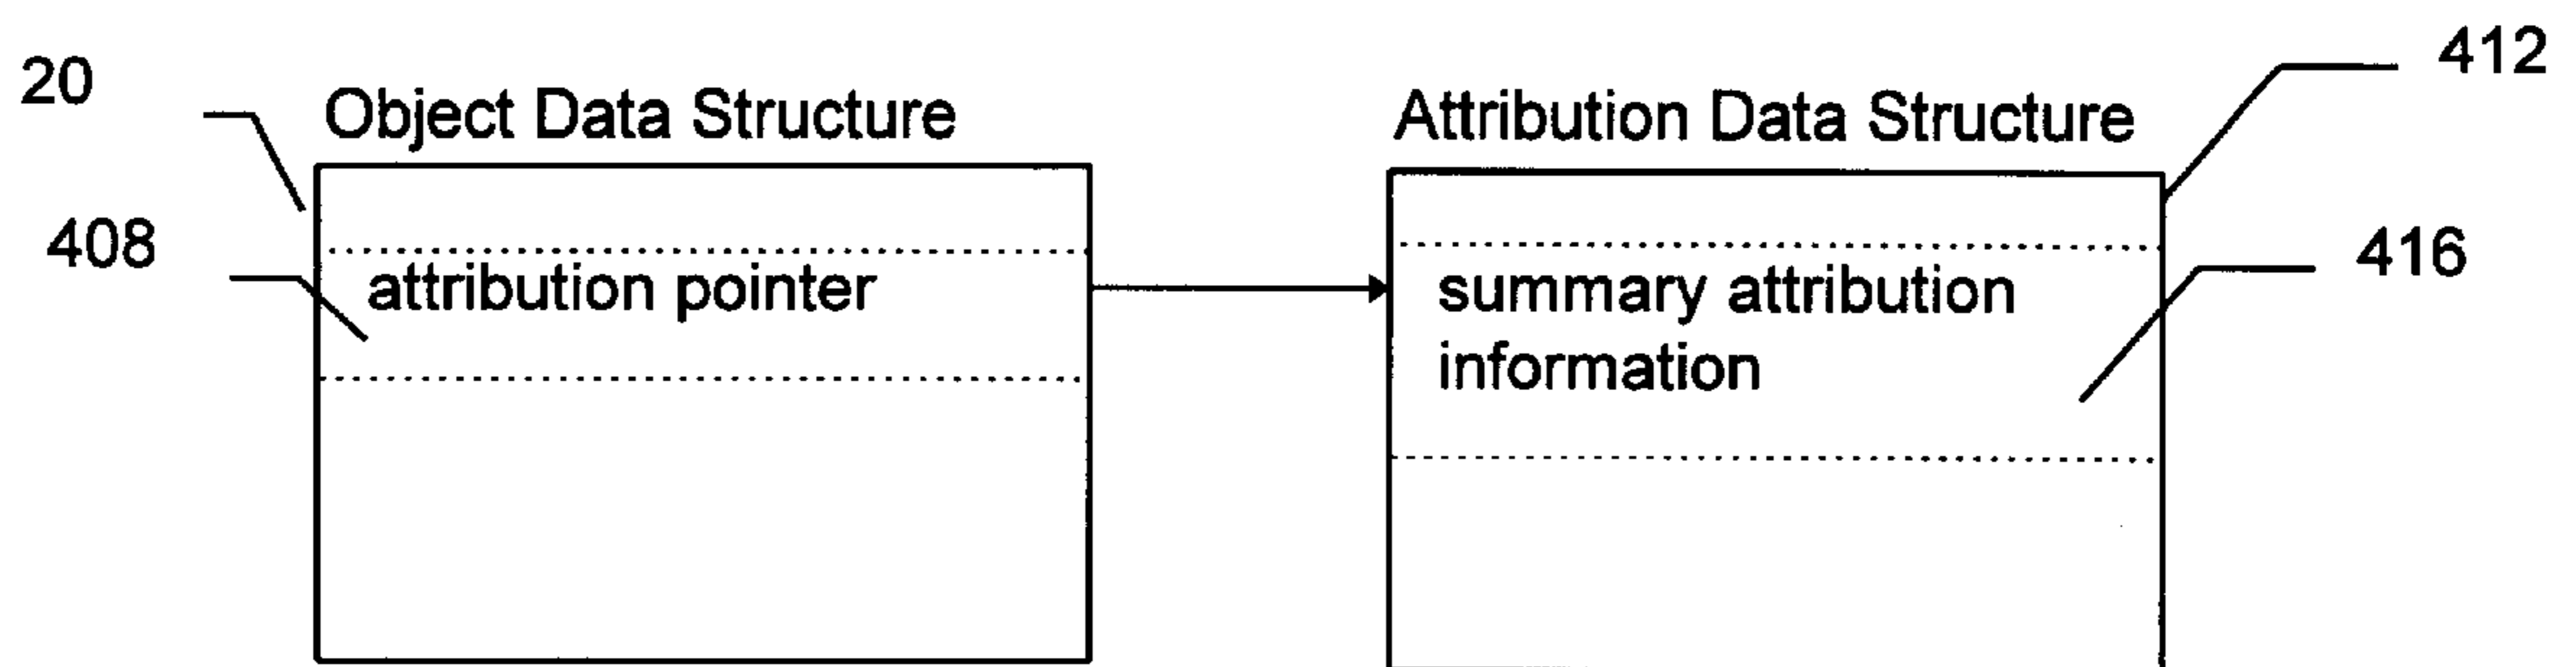 20
Object Data Structure
408
attribution pointer
Attribution Data Structure
412
summary attribution
information
416